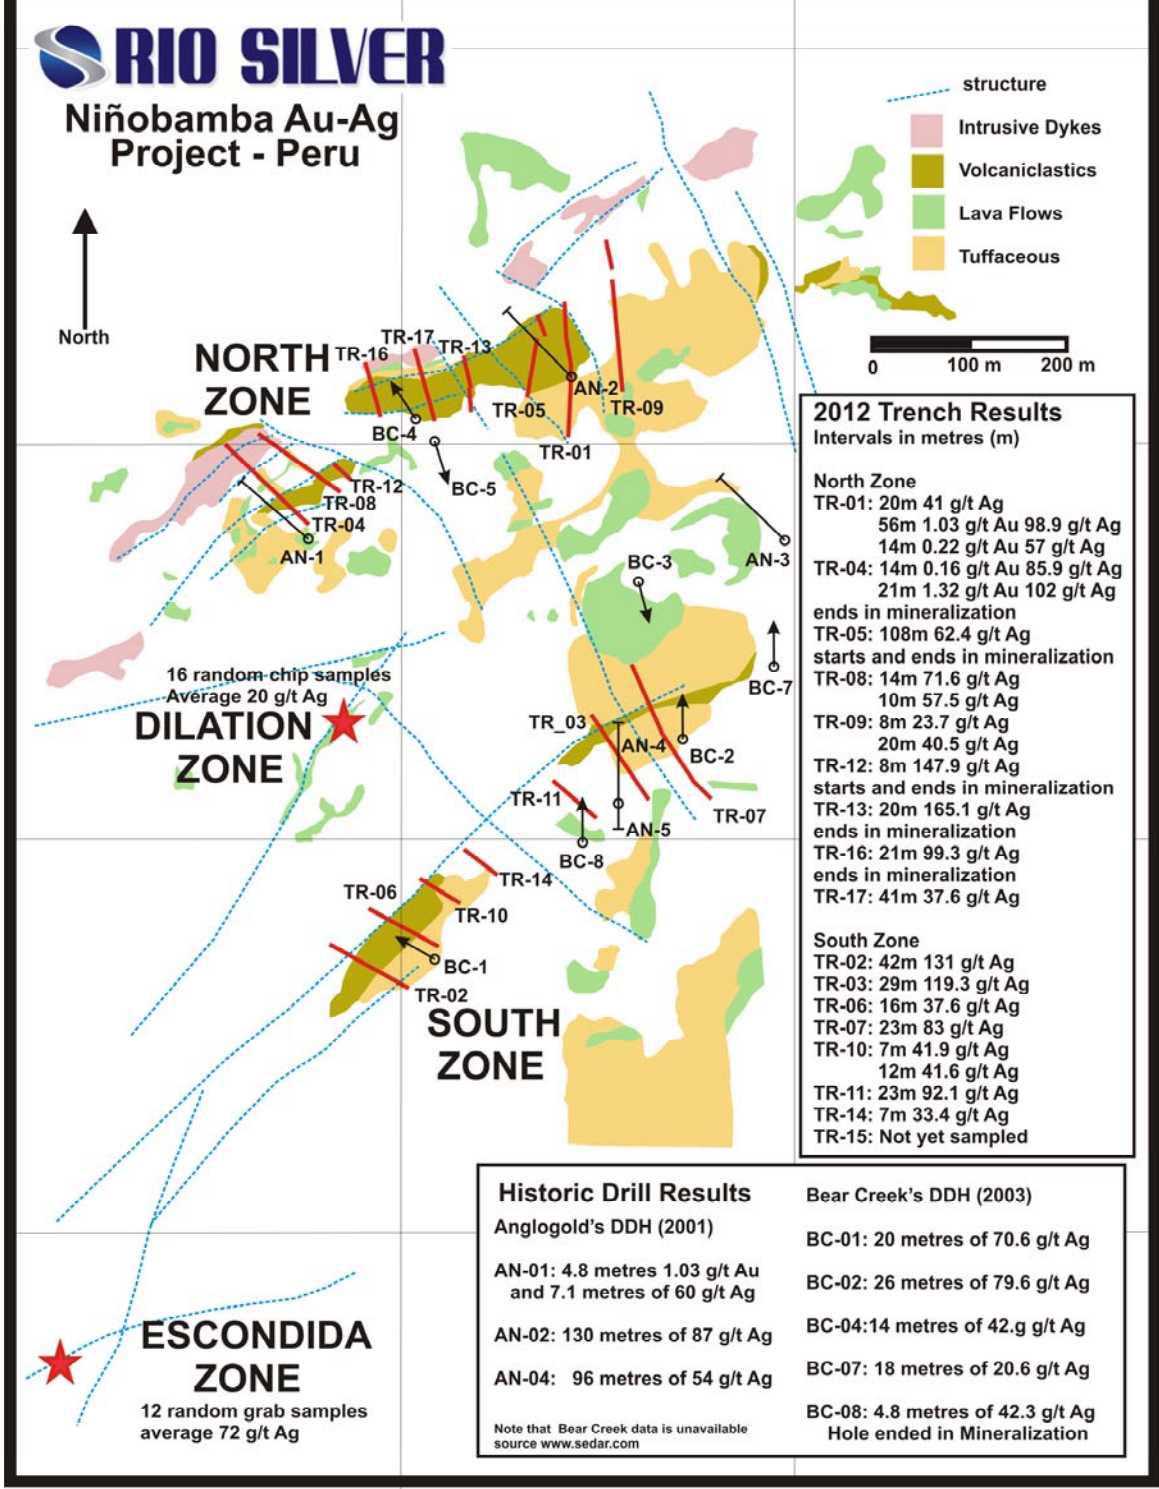 RIO SILVER
Niñobamba Au-Ag
Project - Peru
structure
Intrusive Dykes
Volcaniclastics
Lava Flows
Tuffaceous
North
0 100 m 200 m
NORTH
ZONE
TR-16
TR-17
TR-13
BC-4
BC-5
TR-05
AN-2
TR-09
TR-01
TR-12
TR-08
TR-04
AN-1
AN-3
BC-3
BC-7
16 random chip samples
Average 20 g/t Ag
DILATION
ZONE
TR_03
AN-4
BC-2
TR-11
AN-5
TR-07
BC-8
TR-14
TR-06
TR-10
BC-1
TR-02
SOUTH
ZONE
ESCONDIDA
ZONE
12 random grab samples
average 72 g/t Ag
2012 Trench Results
Intervals in metres (m)
North Zone
TR-01: 20m 41 g/t Ag
56m 1.03 g/t Au 98.9 g/t Ag
14m 0.22 g/t Au 57 g/t Ag
TR-04: 14m 0.16 g/t Au 85.9 g/t Ag
21m 1.32 g/t Au 102 g/t Ag
ends in mineralization
TR-05: 108m 62.4 g/t Ag
starts and ends in mineralization
TR-08: 14m 71.6 g/t Ag
10m 57.5 g/t Ag
TR-09: 8m 23.7 g/t Ag
20m 40.5 g/t Ag
TR-12: 8m 147.9 g/t Ag
starts and ends in mineralization
TR-13: 20m 165.1 g/t Ag
ends in mineralization
TR-16: 21m 99.3 g/t Ag
ends in mineralization
TR-17: 41m 37.6 g/t Ag
South Zone
TR-02: 42m 131 g/t Ag
TR-03: 29m 119.3 g/t Ag
TR-06: 16m 37.6 g/t Ag
TR-07: 23m 83 g/t Ag
TR-10: 7m 41.9 g/t Ag
12m 41.6 g/t Ag
TR-11: 23m 92.1 g/t Ag
TR-14: 7m 33.4 g/t Ag
TR-15: Not yet sampled
Historic Drill Results
Anglogold's DDH (2001)
AN-01: 4.8 metres 1.03 g/t Au
and 7.1 metres of 60 g/t Ag
AN-02: 130 metres of 87 g/t Ag
AN-04: 96 metres of 54 g/t Ag
Note that Bear Creek data is unavailable
source www.sedar.com
Bear Creek's DDH (2003)
BC-01: 20 metres of 70.6 g/t Ag
BC-02: 26 metres of 79.6 g/t Ag
BC-04:14 metres of 42.g g/t Ag
BC-07: 18 metres of 20.6 g/t Ag
BC-08: 4.8 metres of 42.3 g/t Ag
Hole ended in Mineralization